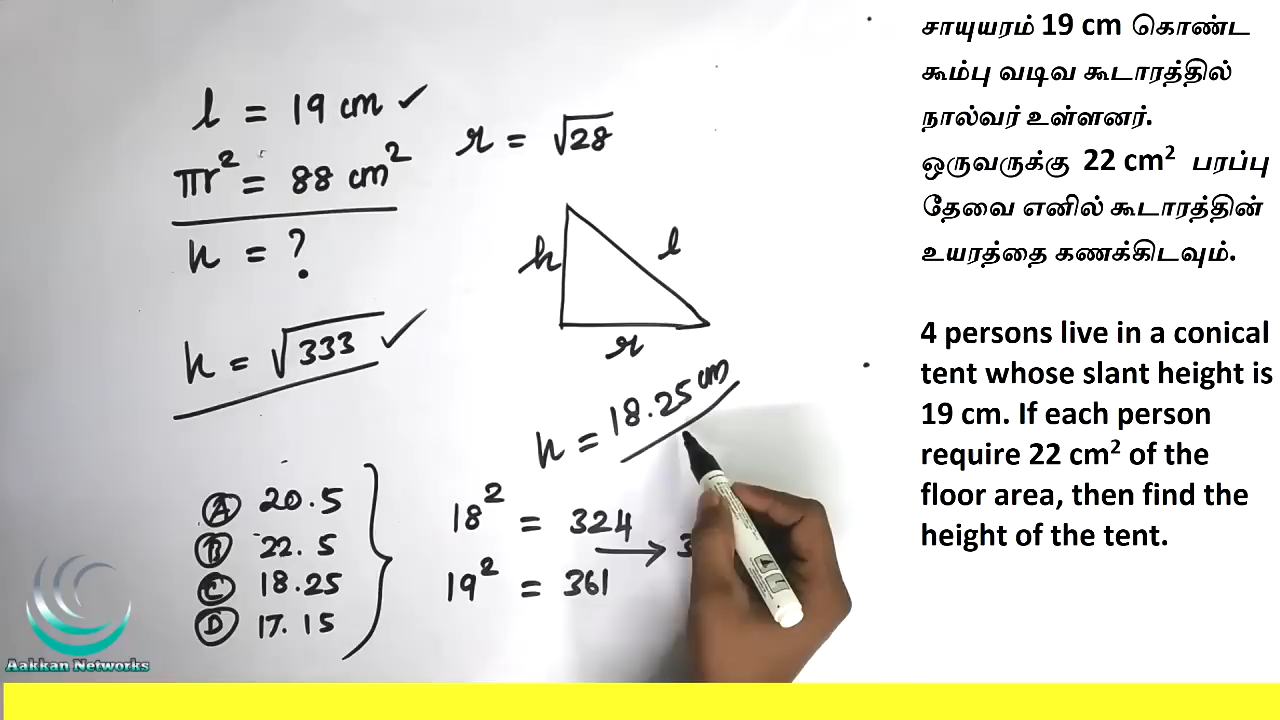 l = 19 cm ✓
πr² = 88 cm²
h = ?
h = √333 ✓
r = √28
h
l
r
h = 18.25 cm
Ⓐ 20.5
Ⓑ 22.5
Ⓒ 18.25
Ⓓ 17.15
18² = 324
→ 3
19² = 361
Aakkan Networks
சாயுயரம் 19 cm கொண்ட
கூம்பு வடிவ கூடாரத்தில்
நால்வர் உள்ளனர்.
ஒருவருக்கு 22 cm² பரப்பு
தேவை எனில் கூடாரத்தின்
உயரத்தை கணக்கிடவும்.
4 persons live in a conical
tent whose slant height is
19 cm. If each person
require 22 cm² of the
floor area, then find the
height of the tent.